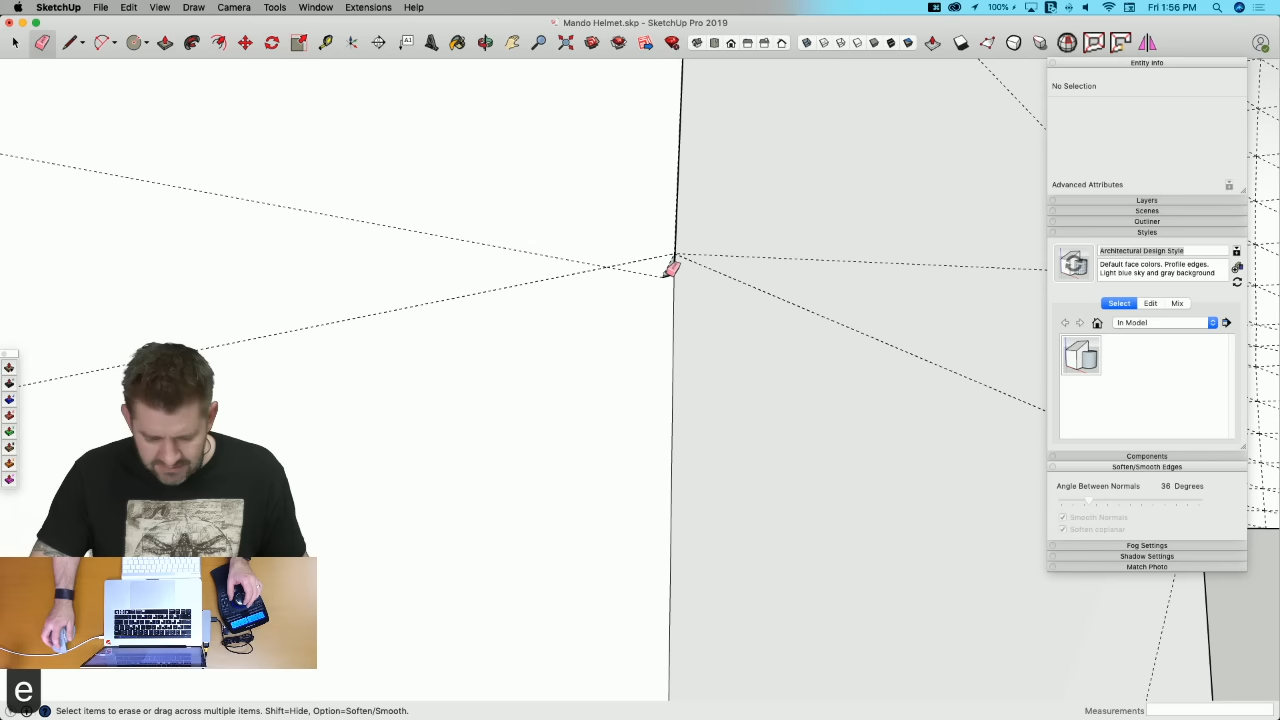 SketchUp File Edit View Draw Camera Tools Window Extensions Help
100% Fri 1:56 PM
Mando Helmet.skp - SketchUp Pro 2019
Entity Info
No Selection
Advanced Attributes
Layers
Scenes
Outliner
Styles
Architectural Design Style
Default face colors. Profile edges.
Light blue sky and gray background
Select Edit Mix
In Model
Components
Soften/Smooth Edges
Angle Between Normals 36 Degrees
Smooth Normals
Soften coplanar
Fog Settings
Shadow Settings
Match Photo
e
Select items to erase or drag across multiple items. Shift=Hide, Option=Soften/Smooth.
Measurements